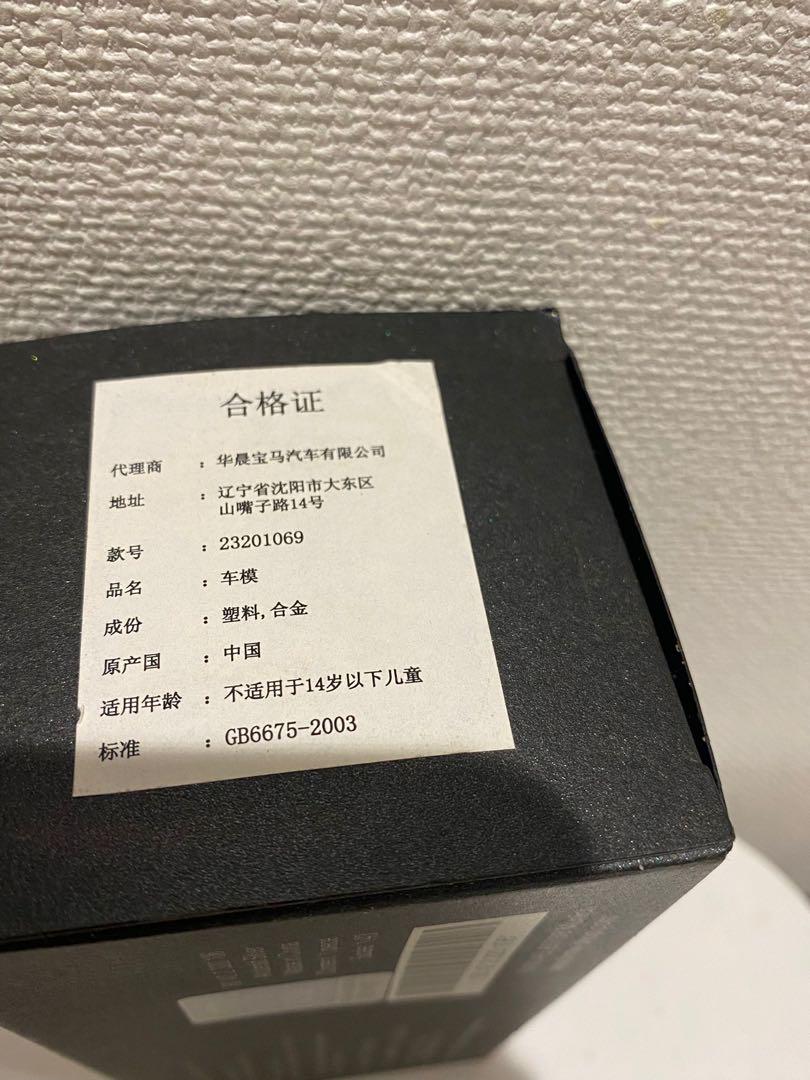 合格证
代理商 ：华晨宝马汽车有限公司
地址 ：辽宁省沈阳市大东区
山嘴子路14号
款号 ：23201069
品名 ：车模
成份 ：塑料,合金
原产国 ：中国
适用年龄 ：不适用于14岁以下儿童
标准 ：GB6675-2003